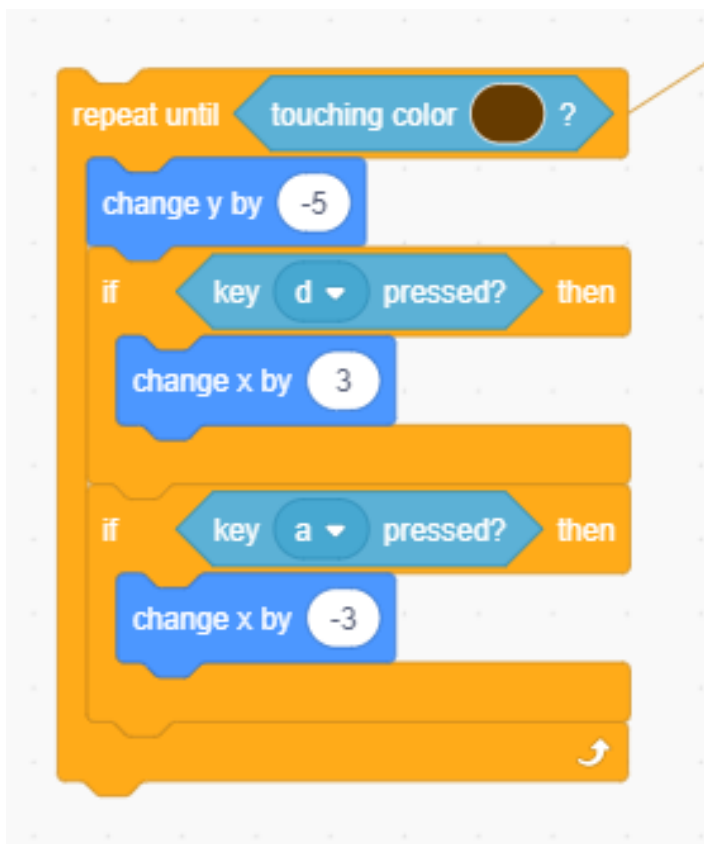 repeat until touching color ?
change y by -5
if key d pressed? then
change x by 3
if key a pressed? then
change x by -3